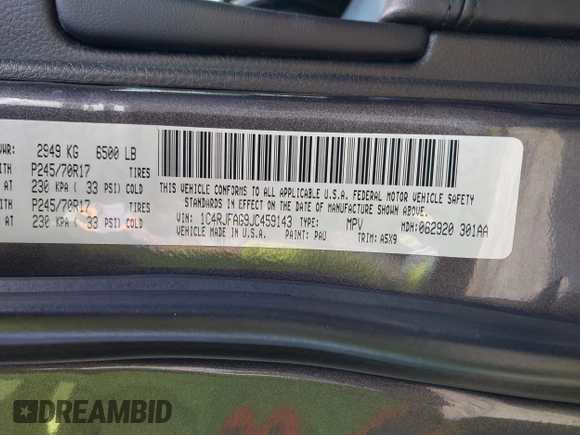 VWR: 2949 KG 6500 LB
ITH P245/70R17 TIRES
AT 230 KPA ( 33 PSI) COLD
ITH P245/70R17 TIRES
AT 230 KPA ( 33 PSI) COLD
THIS VEHICLE CONFORMS TO ALL APPLICABLE U.S.A. FEDERAL MOTOR VEHICLE SAFETY
STANDARDS IN EFFECT ON THE DATE OF MANUFACTURE SHOWN ABOVE.
VIN: 1C4RJFAG9JC459143 TYPE: MPV MDH: 062920 301AA
VEHICLE MADE IN U.S.A. PAINT: PAU TRIM: A5X9
DREAMBID